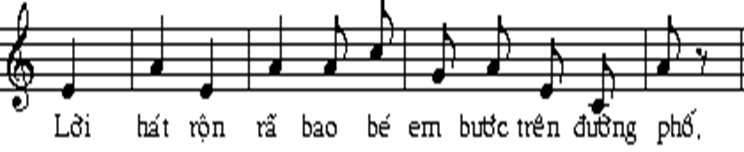 Lời hát rộn rã bao bé em bước trên đường phố,